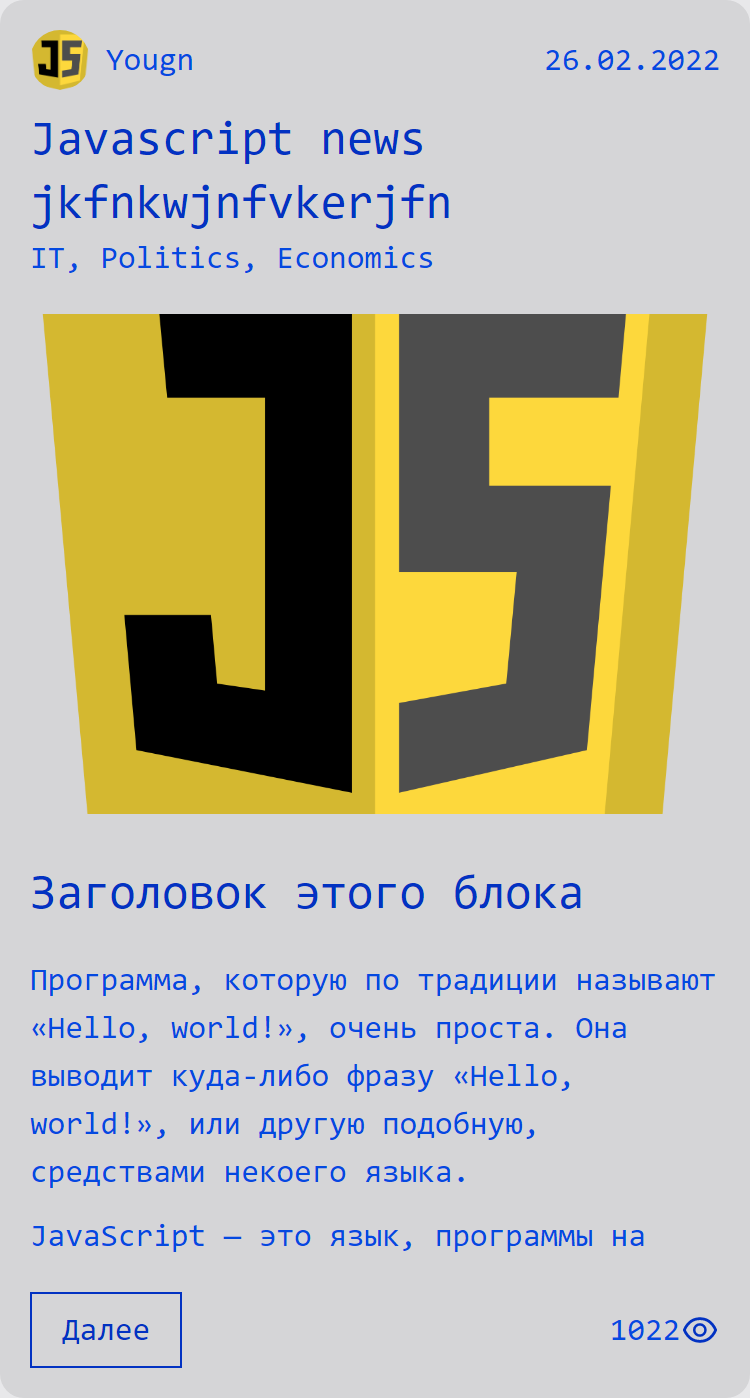 JS Yougn 26.02.2022
Javascript news
jkfnkwjnfvkerjfn
IT, Politics, Economics
JS
Заголовок этого блока
Программа, которую по традиции называют
«Hello, world!», очень проста. Она
выводит куда-либо фразу «Hello,
world!», или другую подобную,
средствами некоего языка.
JavaScript — это язык, программы на
Далее 1022